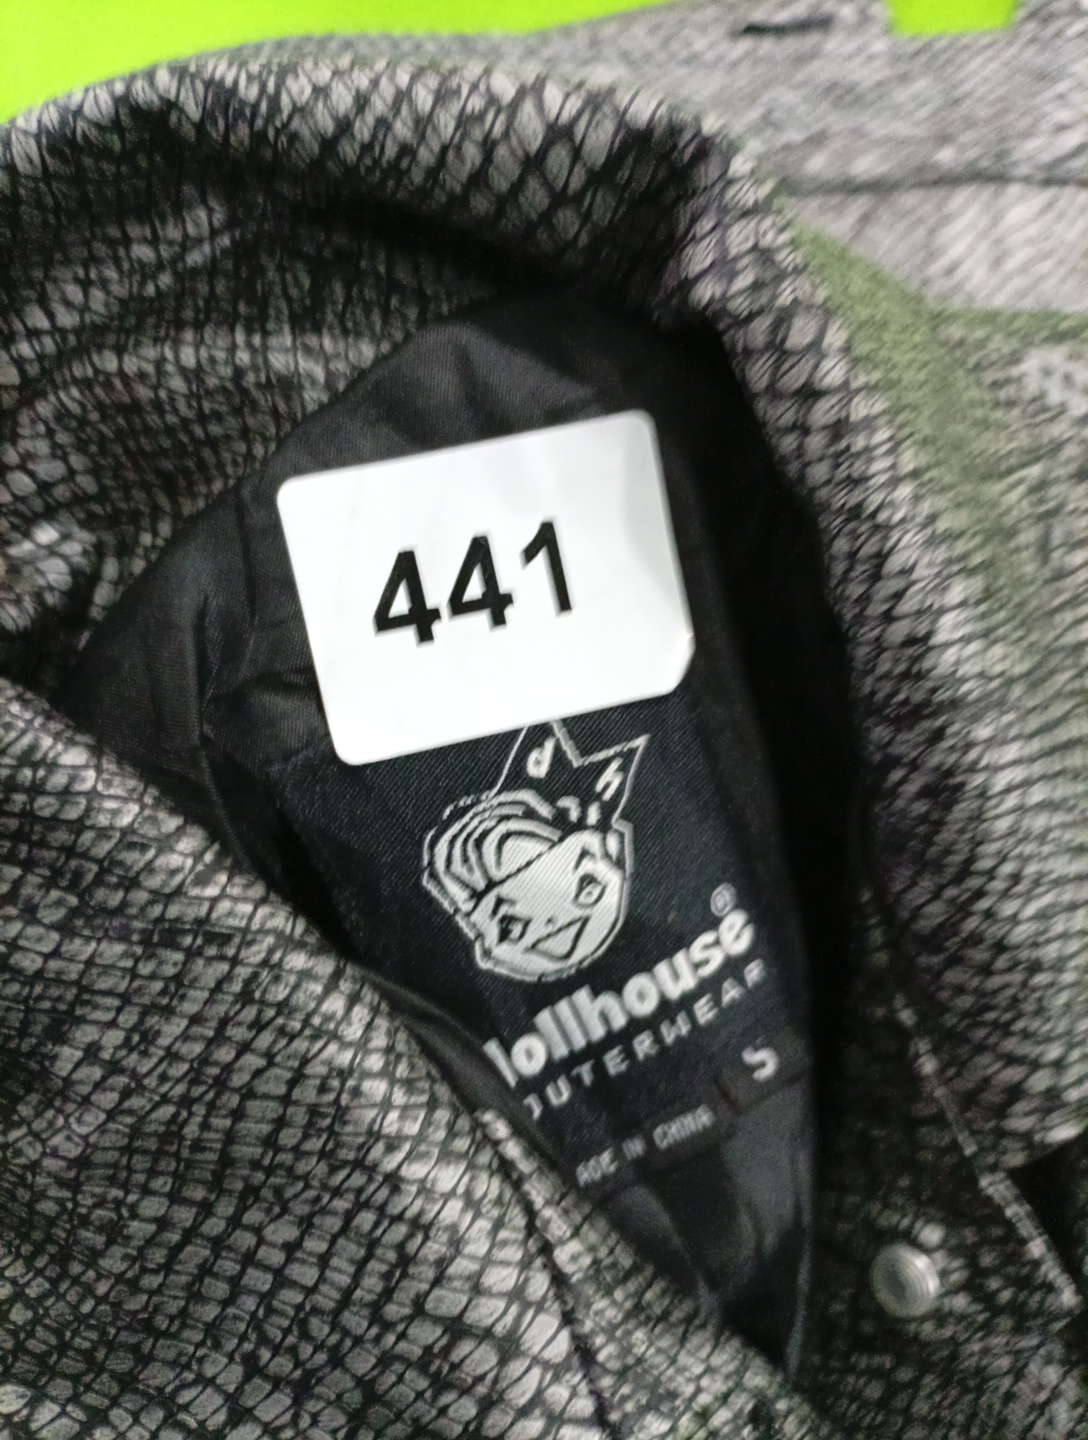 441
d h
dollhouse®
OUTERWEAR
S
MADE IN CHINA